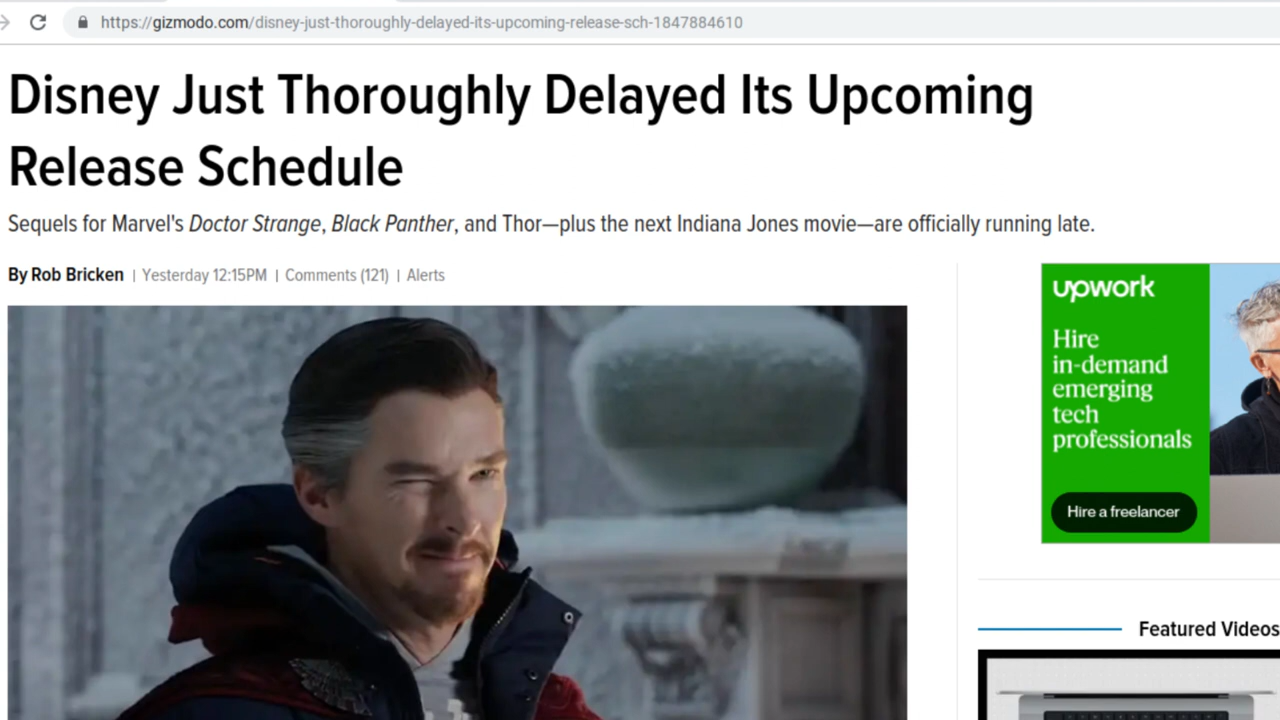 https://gizmodo.com/disney-just-thoroughly-delayed-its-upcoming-release-sch-1847884610
Disney Just Thoroughly Delayed Its Upcoming
Release Schedule
Sequels for Marvel's Doctor Strange, Black Panther, and Thor—plus the next Indiana Jones movie—are officially running late.
By Rob Bricken | Yesterday 12:15PM | Comments (121) | Alerts
upwork
Hire
in-demand
emerging
tech
professionals
Hire a freelancer
Featured Videos